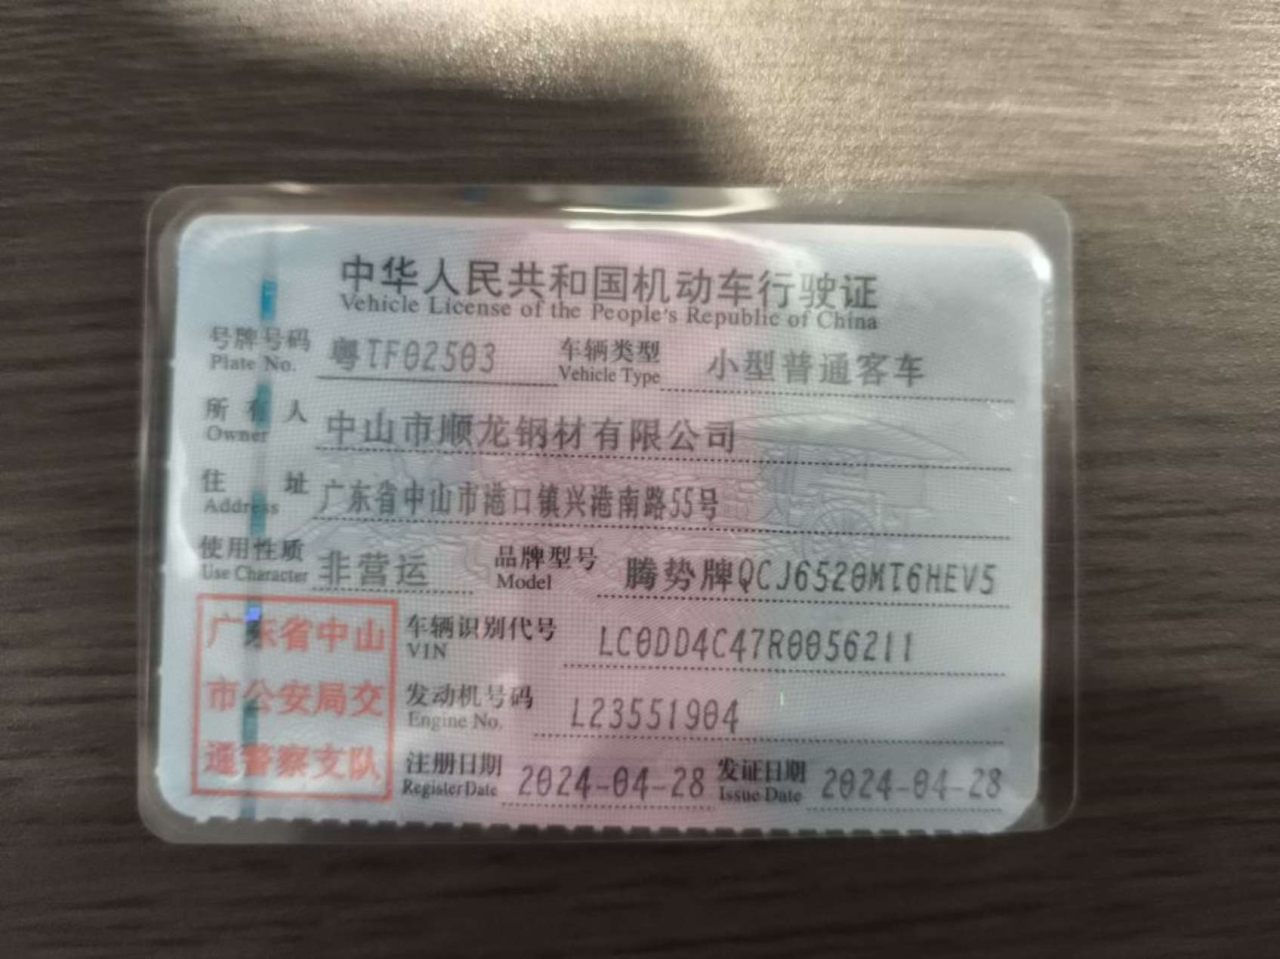 中华人民共和国机动车行驶证
Vehicle License of the People's Republic of China
号牌号码 粤TF02503 车辆类型 小型普通客车
Plate No. Vehicle Type
所有人 中山市顺龙钢材有限公司
Owner
住址 广东省中山市港口镇兴港南路55号
Address
使用性质 非营运 品牌型号 腾势牌QCJ6520MT6HEV5
Use Character Model
广东省中山
市公安局交
通警察支队
车辆识别代号 LC0DD4C47R0056211
VIN
发动机号码 L23551904
Engine No.
注册日期 2024-04-28 发证日期 2024-04-28
Register Date Issue Date